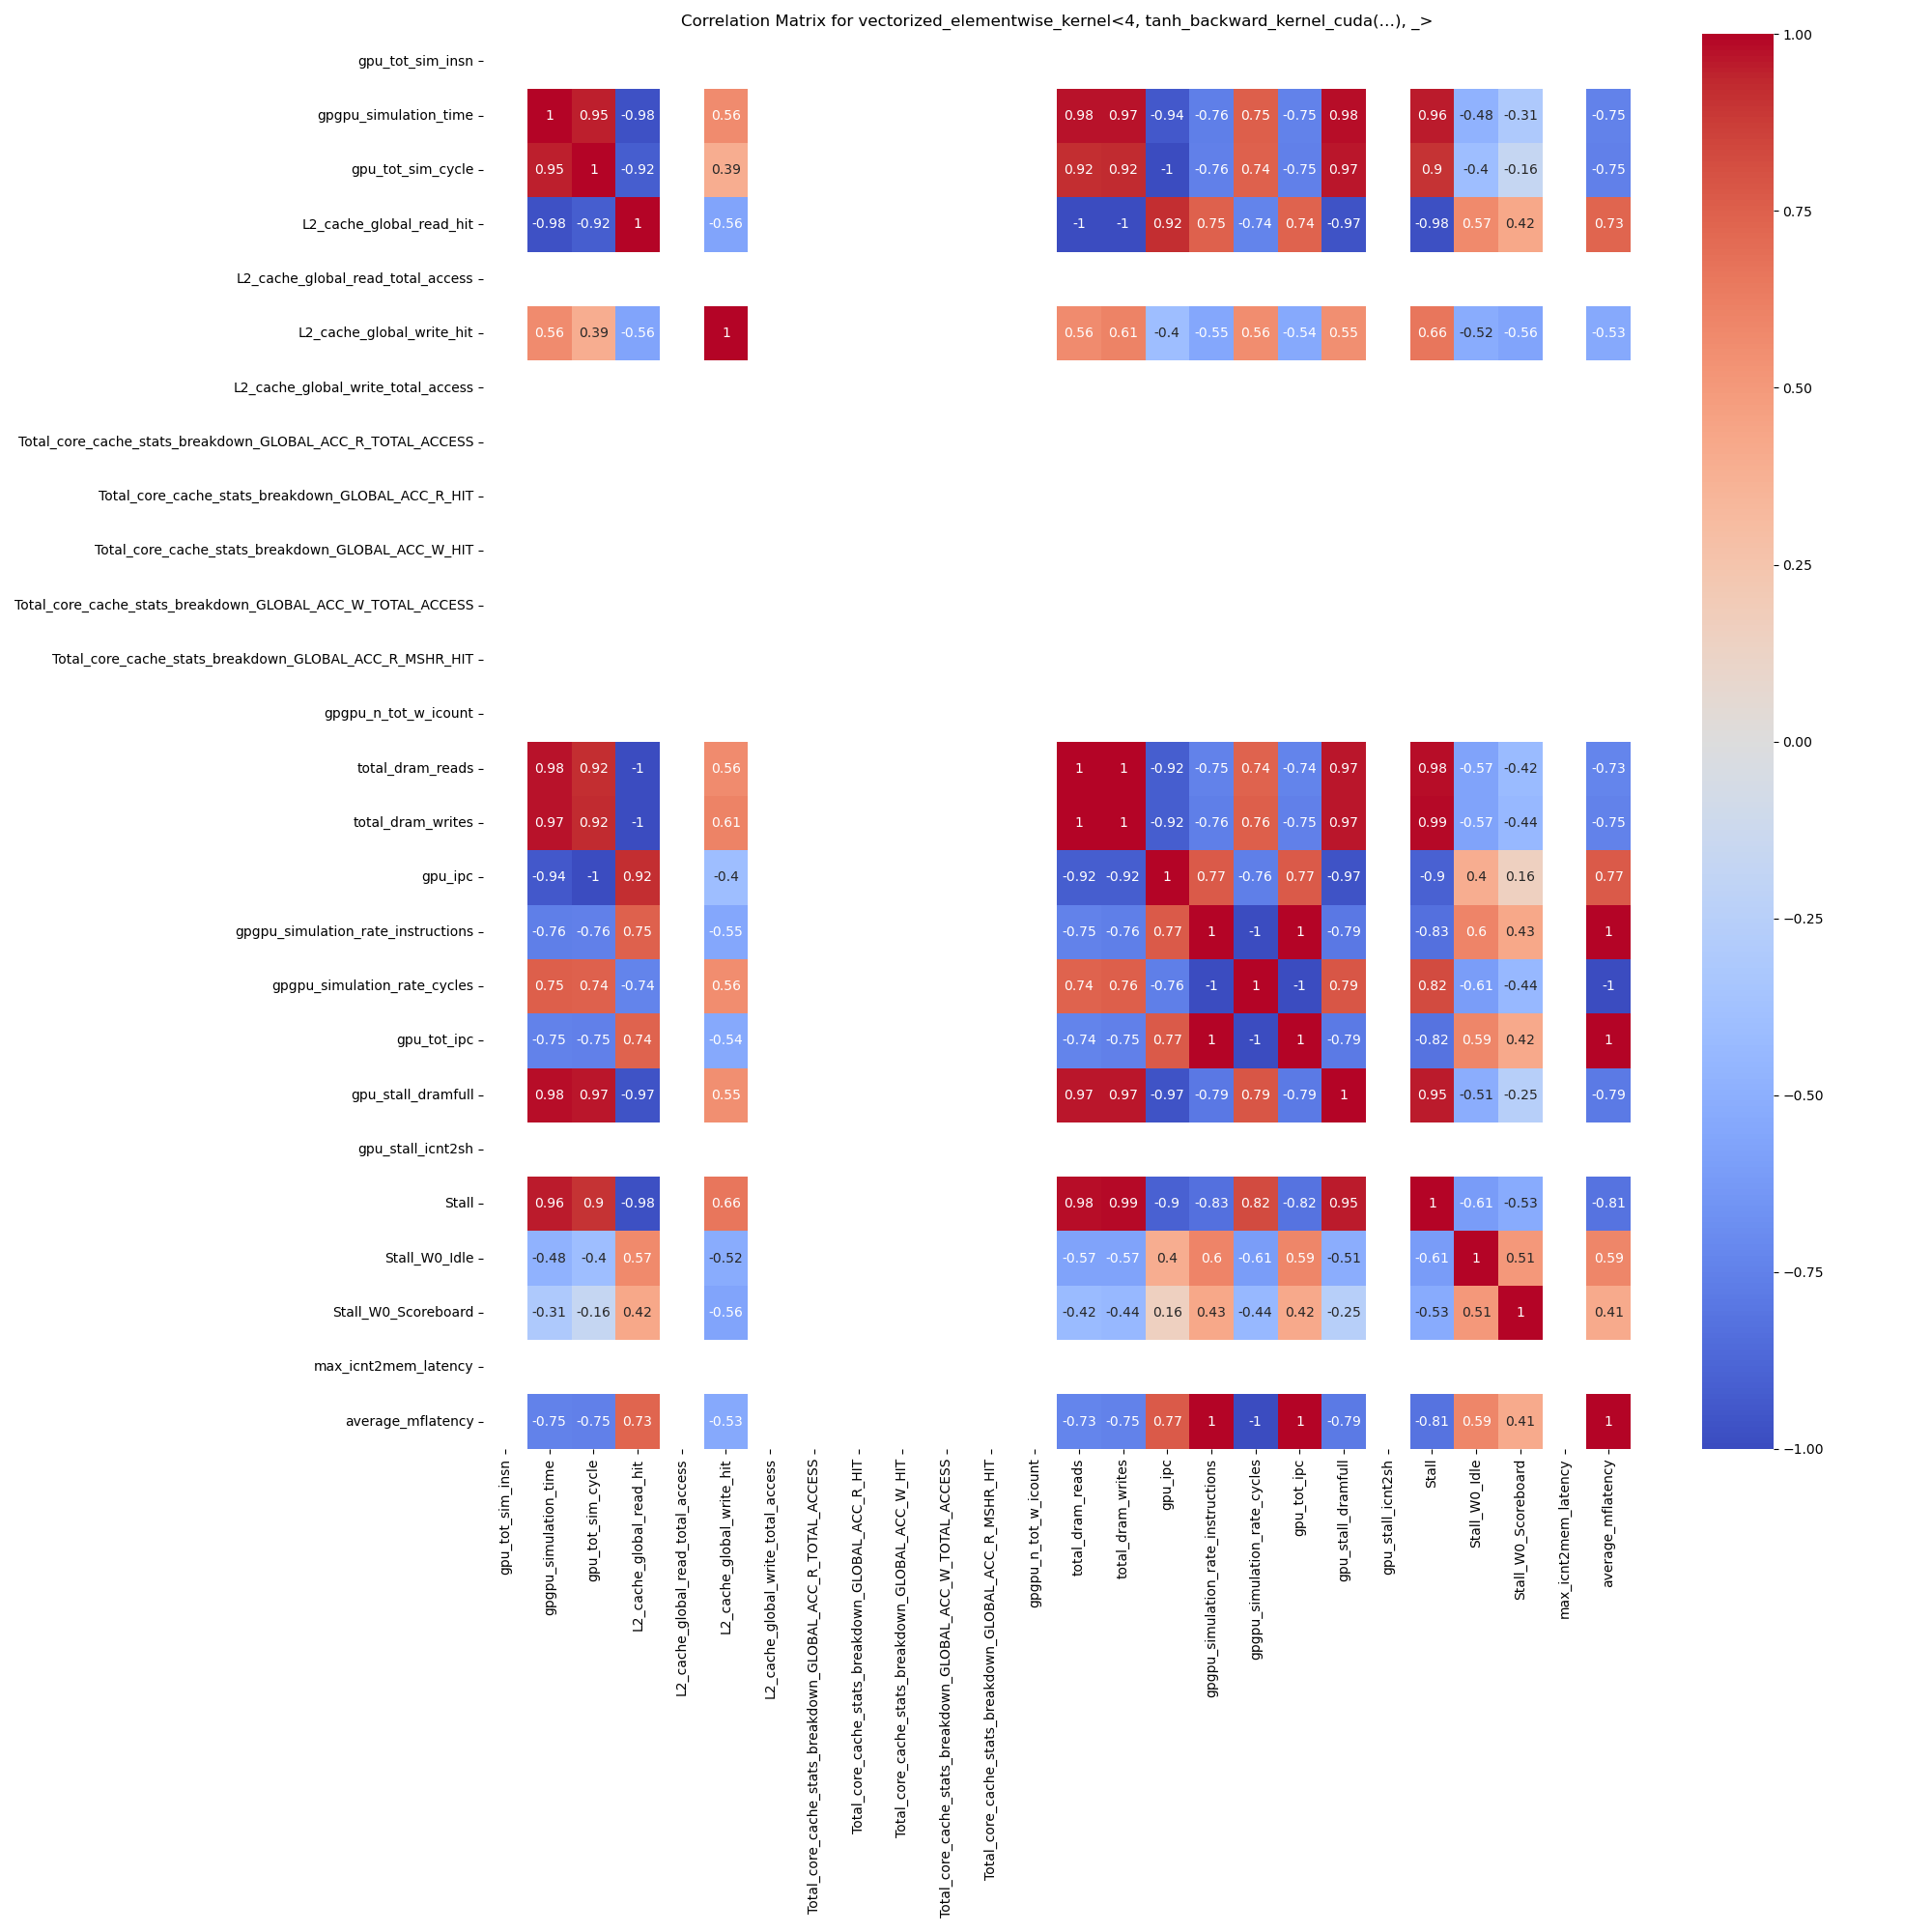 Correlation Matrix for vectorized_elementwise_kernel<4, tanh_backward_kernel_cuda(...), _>
gpu_tot_sim_insn
gpgpu_simulation_time 1 0.95 -0.98 0.56 0.98 0.97 -0.94 -0.76 0.75 -0.75 0.98 0.96 -0.48 -0.31 -0.75
gpu_tot_sim_cycle 0.95 1 -0.92 0.39 0.92 0.92 -1 -0.76 0.74 -0.75 0.97 0.9 -0.4 -0.16 -0.75
L2_cache_global_read_hit -0.98 -0.92 1 -0.56 -1 -1 0.92 0.75 -0.74 0.74 -0.97 -0.98 0.57 0.42 0.73
L2_cache_global_read_total_access
L2_cache_global_write_hit 0.56 0.39 -0.56 1 0.56 0.61 -0.4 -0.55 0.56 -0.54 0.55 0.66 -0.52 -0.56 -0.53
L2_cache_global_write_total_access
Total_core_cache_stats_breakdown_GLOBAL_ACC_R_TOTAL_ACCESS
Total_core_cache_stats_breakdown_GLOBAL_ACC_R_HIT
Total_core_cache_stats_breakdown_GLOBAL_ACC_W_HIT
Total_core_cache_stats_breakdown_GLOBAL_ACC_W_TOTAL_ACCESS
Total_core_cache_stats_breakdown_GLOBAL_ACC_R_MSHR_HIT
gpgpu_n_tot_w_icount
total_dram_reads 0.98 0.92 -1 0.56 1 1 -0.92 -0.75 0.74 -0.74 0.97 0.98 -0.57 -0.42 -0.73
total_dram_writes 0.97 0.92 -1 0.61 1 1 -0.92 -0.76 0.76 -0.75 0.97 0.99 -0.57 -0.44 -0.75
gpu_ipc -0.94 -1 0.92 -0.4 -0.92 -0.92 1 0.77 -0.76 0.77 -0.97 -0.9 0.4 0.16 0.77
gpgpu_simulation_rate_instructions -0.76 -0.76 0.75 -0.55 -0.75 -0.76 0.77 1 -1 1 -0.79 -0.83 0.6 0.43 1
gpgpu_simulation_rate_cycles 0.75 0.74 -0.74 0.56 0.74 0.76 -0.76 -1 1 -1 0.79 0.82 -0.61 -0.44 -1
gpu_tot_ipc -0.75 -0.75 0.74 -0.54 -0.74 -0.75 0.77 1 -1 1 -0.79 -0.82 0.59 0.42 1
gpu_stall_dramfull 0.98 0.97 -0.97 0.55 0.97 0.97 -0.97 -0.79 0.79 -0.79 1 0.95 -0.51 -0.25 -0.79
gpu_stall_icnt2sh
Stall 0.96 0.9 -0.98 0.66 0.98 0.99 -0.9 -0.83 0.82 -0.82 0.95 1 -0.61 -0.53 -0.81
Stall_W0_Idle -0.48 -0.4 0.57 -0.52 -0.57 -0.57 0.4 0.6 -0.61 0.59 -0.51 -0.61 1 0.51 0.59
Stall_W0_Scoreboard -0.31 -0.16 0.42 -0.56 -0.42 -0.44 0.16 0.43 -0.44 0.42 -0.25 -0.53 0.51 1 0.41
max_icnt2mem_latency
average_mflatency -0.75 -0.75 0.73 -0.53 -0.73 -0.75 0.77 1 -1 1 -0.79 -0.81 0.59 0.41 1
gpu_tot_sim_insn
gpgpu_simulation_time
gpu_tot_sim_cycle
L2_cache_global_read_hit
L2_cache_global_read_total_access
L2_cache_global_write_hit
L2_cache_global_write_total_access
Total_core_cache_stats_breakdown_GLOBAL_ACC_R_TOTAL_ACCESS
Total_core_cache_stats_breakdown_GLOBAL_ACC_R_HIT
Total_core_cache_stats_breakdown_GLOBAL_ACC_W_HIT
Total_core_cache_stats_breakdown_GLOBAL_ACC_W_TOTAL_ACCESS
Total_core_cache_stats_breakdown_GLOBAL_ACC_R_MSHR_HIT
gpgpu_n_tot_w_icount
total_dram_reads
total_dram_writes
gpu_ipc
gpgpu_simulation_rate_instructions
gpgpu_simulation_rate_cycles
gpu_tot_ipc
gpu_stall_dramfull
gpu_stall_icnt2sh
Stall
Stall_W0_Idle
Stall_W0_Scoreboard
max_icnt2mem_latency
average_mflatency
1.00
0.75
0.50
0.25
0.00
−0.25
−0.50
−0.75
−1.00